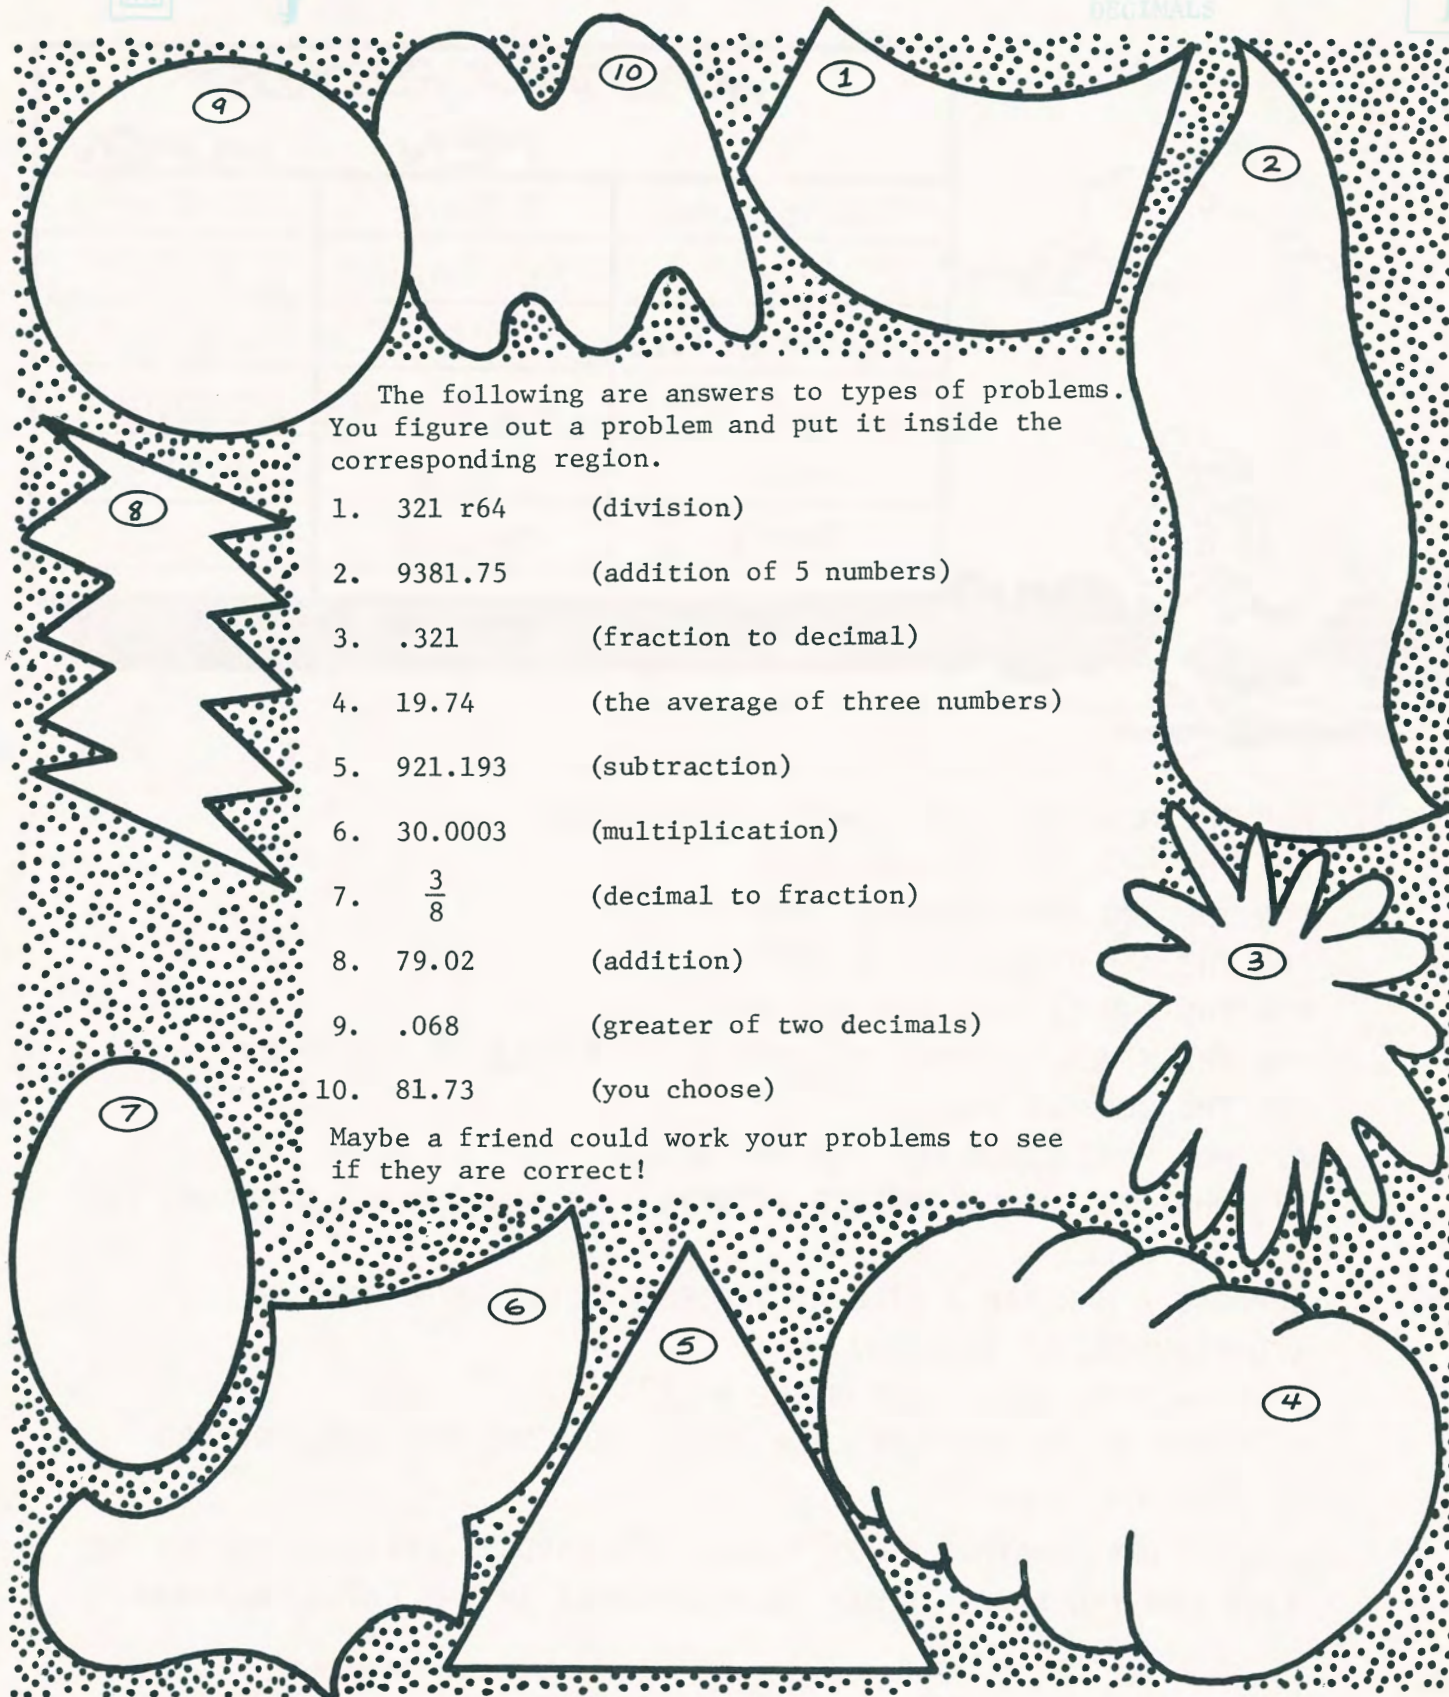 DECIMALS
9
10
1
2
The following are answers to types of problems.
You figure out a problem and put it inside the
corresponding region.
8
1. 321 r64 (division)
2. 9381.75 (addition of 5 numbers)
3. .321 (fraction to decimal)
4. 19.74 (the average of three numbers)
5. 921.193 (subtraction)
6. 30.0003 (multiplication)
7. 3/8 (decimal to fraction)
8. 79.02 (addition)
3
9. .068 (greater of two decimals)
10. 81.73 (you choose)
7
Maybe a friend could work your problems to see
if they are correct!
6
5
4